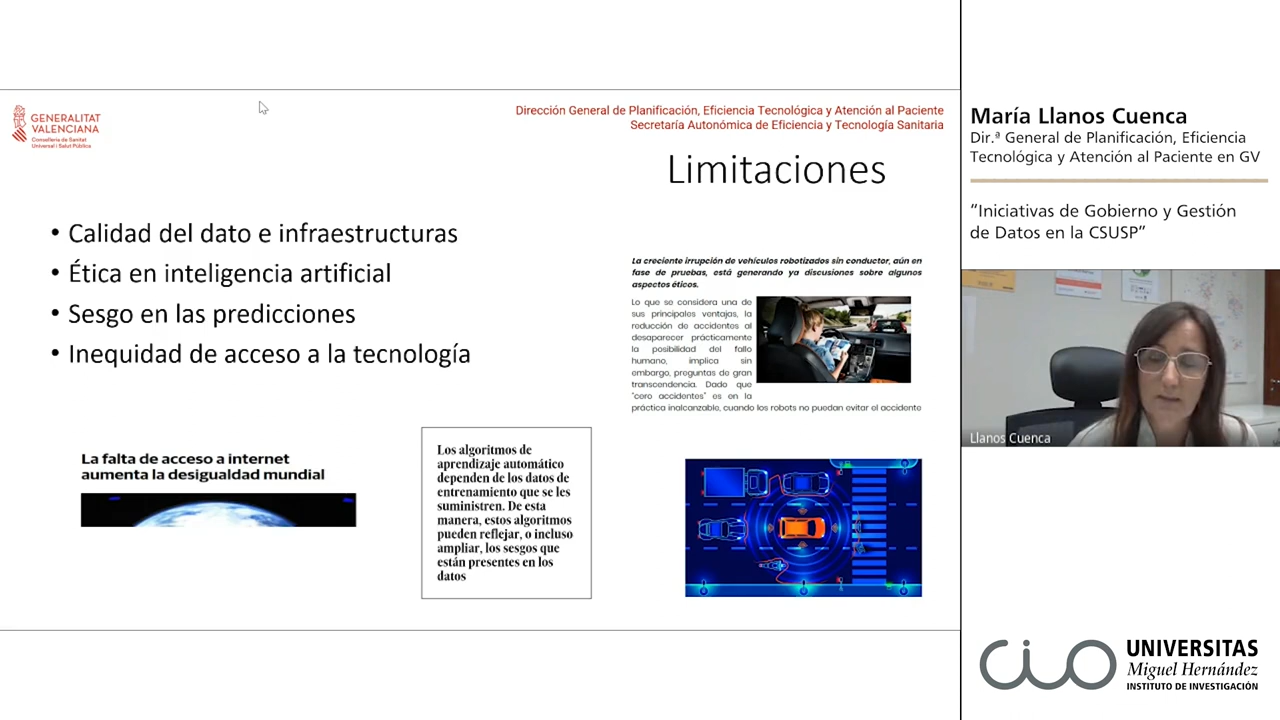 GENERALITAT
VALENCIANA
Conselleria de Sanitat
Universal i Salut Pública
Dirección General de Planificación, Eficiencia Tecnológica y Atención al Paciente
Secretaría Autonómica de Eficiencia y Tecnología Sanitaria
Limitaciones
• Calidad del dato e infraestructuras
• Ética en inteligencia artificial
• Sesgo en las predicciones
• Inequidad de acceso a la tecnología
La creciente irrupción de vehículos robotizados sin conductor, aún en
fase de pruebas, está generando ya discusiones sobre algunos
aspectos éticos.
Lo que se considera una de
sus principales ventajas, la
reducción de accidentes al
desaparecer prácticamente
la posibilidad del fallo
humano, implica sin
embargo, preguntas de gran
transcendencia. Dado que
"cero accidentes" es en la
práctica inalcanzable, cuando los robots no puedan evitar el accidente
La falta de acceso a internet
aumenta la desigualdad mundial
Los algoritmos de
aprendizaje automático
dependen de los datos de
entrenamiento que se les
suministren. De esta
manera, estos algoritmos
pueden reflejar, o incluso
ampliar, los sesgos que
están presentes en los
datos
María Llanos Cuenca
Dir.ª General de Planificación, Eficiencia
Tecnológica y Atención al Paciente en GV
“Iniciativas de Gobierno y Gestión
de Datos en la CSUSP”
Llanos Cuenca
cio
UNIVERSITAS
Miguel Hernández
INSTITUTO DE INVESTIGACIÓN